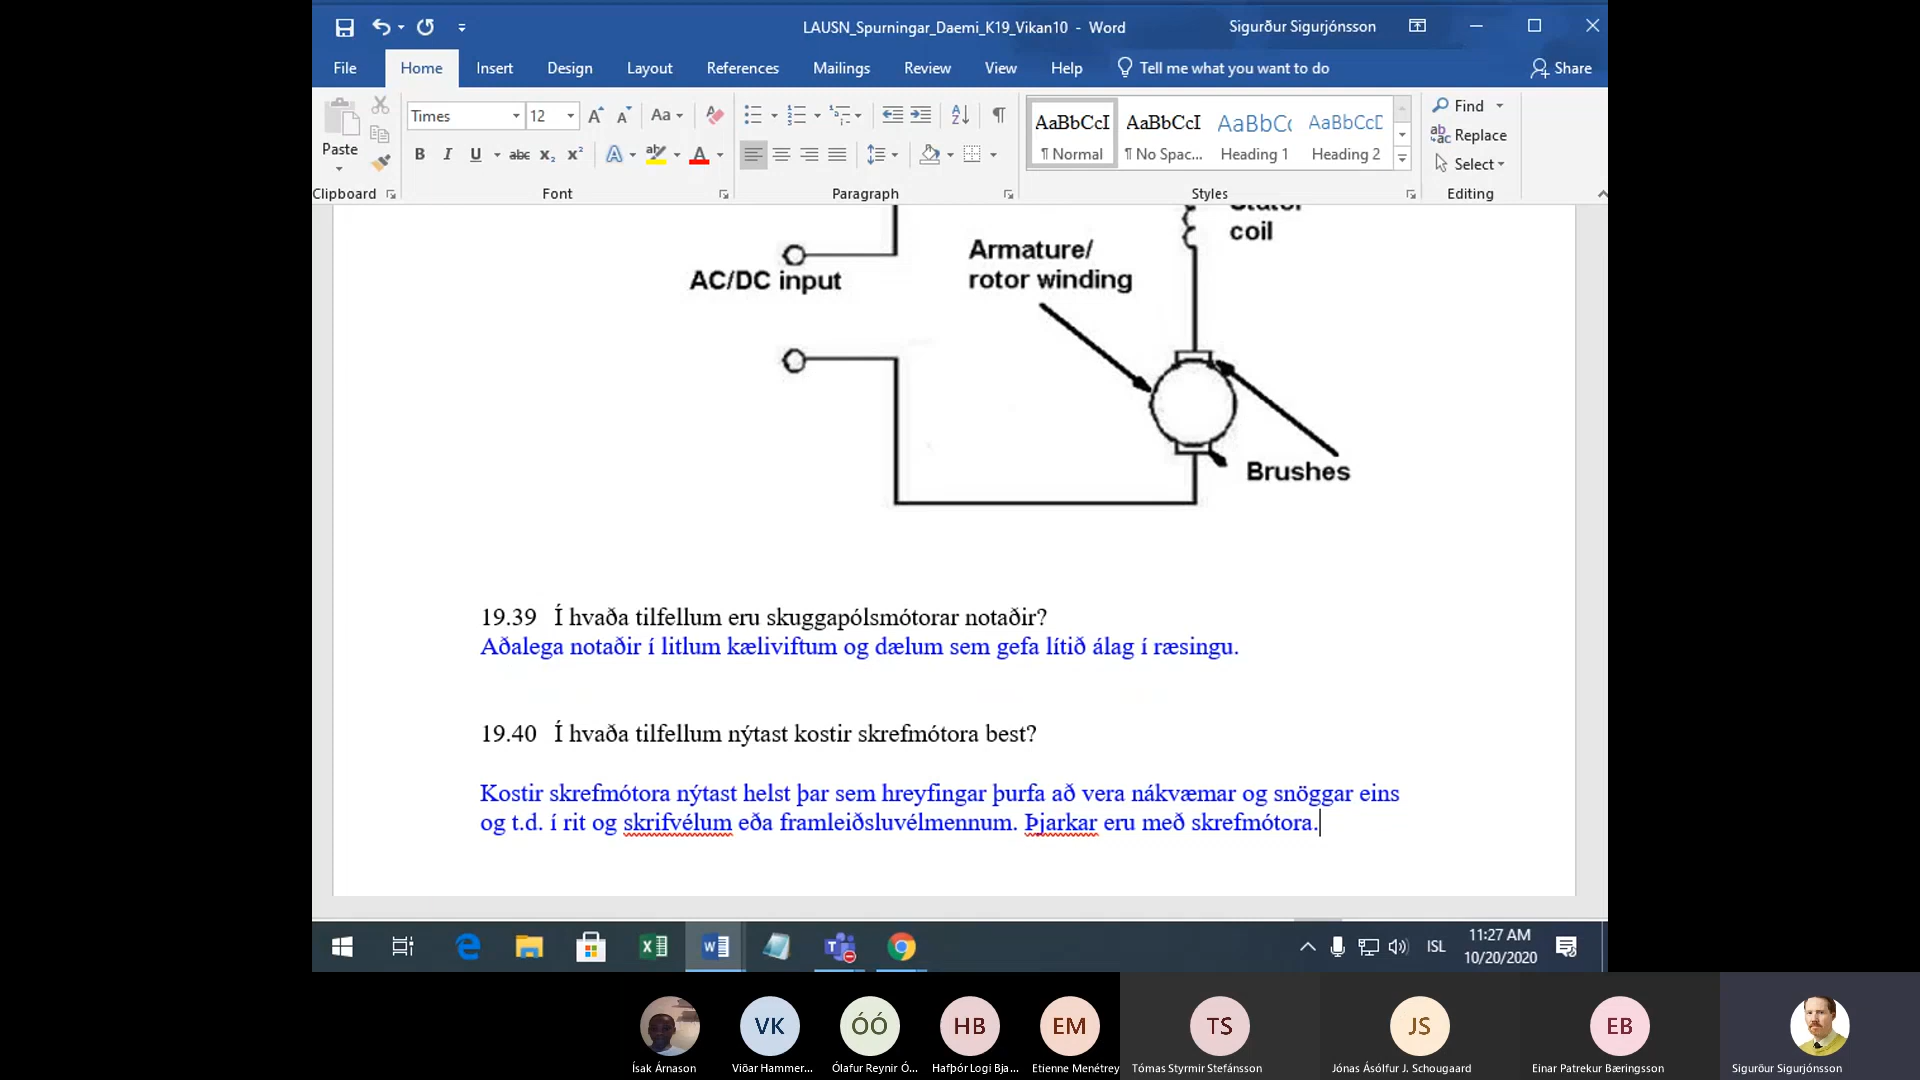 LAUSN_Spurningar_Daemi_K19_Vikan10 - Word
Sigurður Sigurjónsson
File
Home
Insert
Design
Layout
References
Mailings
Review
View
Help
Tell me what you want to do
Share
Paste
Clipboard
Times
12
Font
Paragraph
AaBbCcI
¶ Normal
AaBbCcI
¶ No Spac...
AaBbCc
Heading 1
AaBbCcD
Heading 2
Styles
Find
Replace
Select
Editing
Stator
coil
Armature/
rotor winding
AC/DC input
Brushes
19.39 Í hvaða tilfellum eru skuggapólsmótorar notaðir?
Aðalega notaðir í litlum kæliviftum og dælum sem gefa lítið álag í ræsingu.
19.40 Í hvaða tilfellum nýtast kostir skrefmótora best?
Kostir skrefmótora nýtast helst þar sem hreyfingar þurfa að vera nákvæmar og snöggar eins
og t.d. í rit og skrifvélum eða framleiðsluvélmennum. Þjarkar eru með skrefmótora.
ISL
11:27 AM
10/20/2020
VK
ÓÓ
HB
EM
TS
JS
EB
Ísak Árnason
Viðar Hammer...
Ólafur Reynir Ó...
Hafþór Logi Bja...
Etienne Menétrey
Tómas Styrmir Stefánsson
Jónas Ásólfur J. Schougaard
Einar Patrekur Bæringsson
Sigurður Sigurjónsson